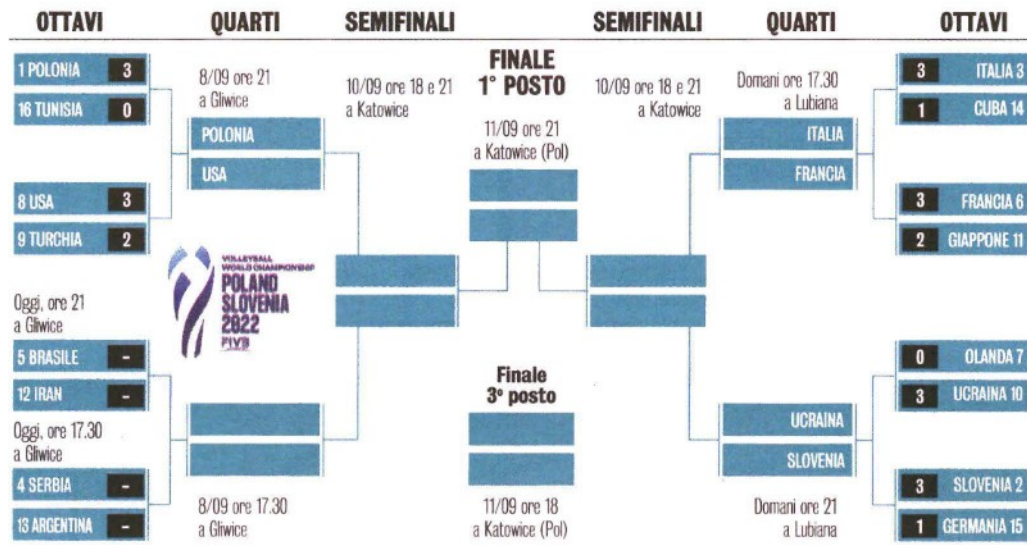 OTTAVI
QUARTI
SEMIFINALI
SEMIFINALI
QUARTI
OTTAVI
1 POLONIA 3
16 TUNISIA 0
8 USA 3
9 TURCHIA 2
Oggi, ore 21
a Gliwice
5 BRASILE -
12 IRAN -
Oggi, ore 17.30
a Gliwice
4 SERBIA -
13 ARGENTINA -
8/09 ore 21
a Gliwice
POLONIA
USA
VOLLEYBALL
WORLD CHAMPIONSHIP
POLAND
SLOVENIA
2022
FIVB
8/09 ore 17.30
a Gliwice
10/09 ore 18 e 21
a Katowice
FINALE
1° POSTO
11/09 ore 21
a Katowice (Pol)
Finale
3° posto
11/09 ore 18
a Katowice (Pol)
10/09 ore 18 e 21
a Katowice
Domani ore 17.30
a Lubiana
ITALIA
FRANCIA
UCRAINA
SLOVENIA
Domani ore 21
a Lubiana
3 ITALIA 3
1 CUBA 14
3 FRANCIA 6
2 GIAPPONE 11
0 OLANDA 7
3 UCRAINA 10
3 SLOVENIA 2
1 GERMANIA 15